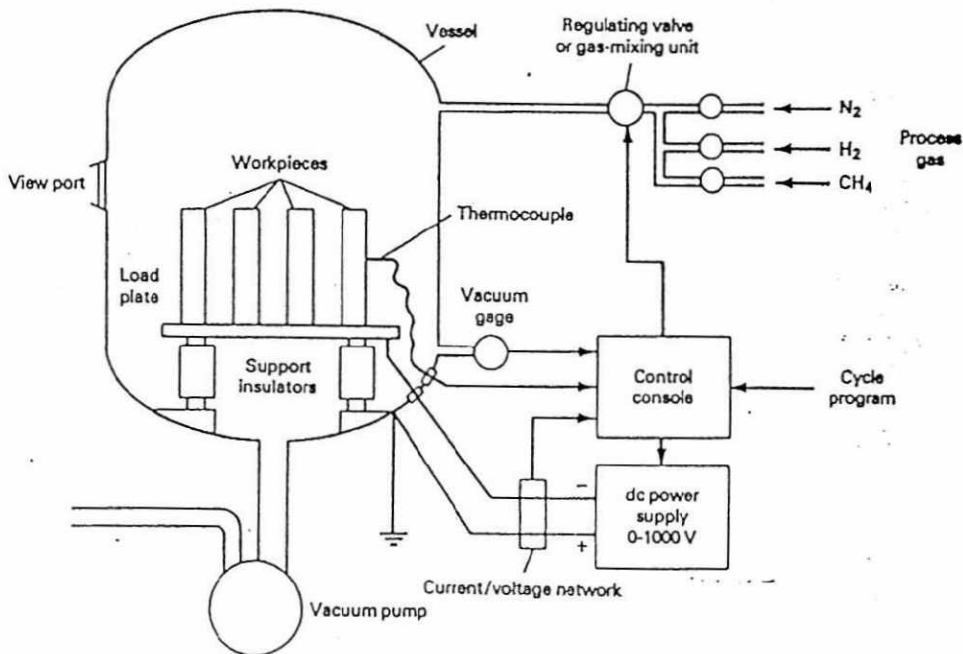 Regulating valve
or gas-mixing unit
Vessel
N2
Process
gas
H2
CH4
Workpieces
View port
Thermocouple
Load
plate
Vacuum
gage
Support
insulators
Control
console
Cycle
program
−
dc power
supply
0-1000 V
+
Current/voltage network
Vacuum pump